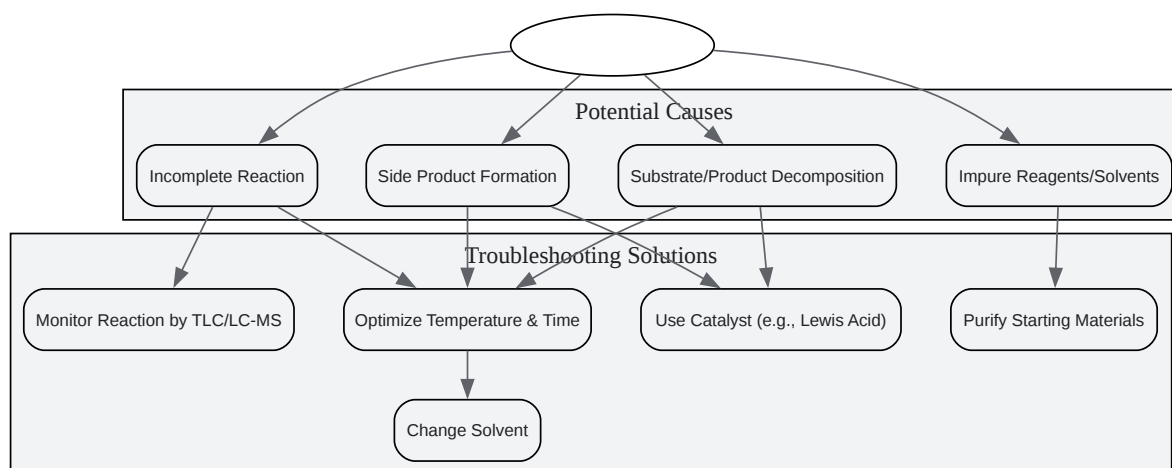 Potential Causes
Incomplete Reaction
Side Product Formation
Substrate/Product Decomposition
Impure Reagents/Solvents
Troubleshooting Solutions
Monitor Reaction by TLC/LC-MS
Optimize Temperature & Time
Use Catalyst (e.g., Lewis Acid)
Purify Starting Materials
Change Solvent